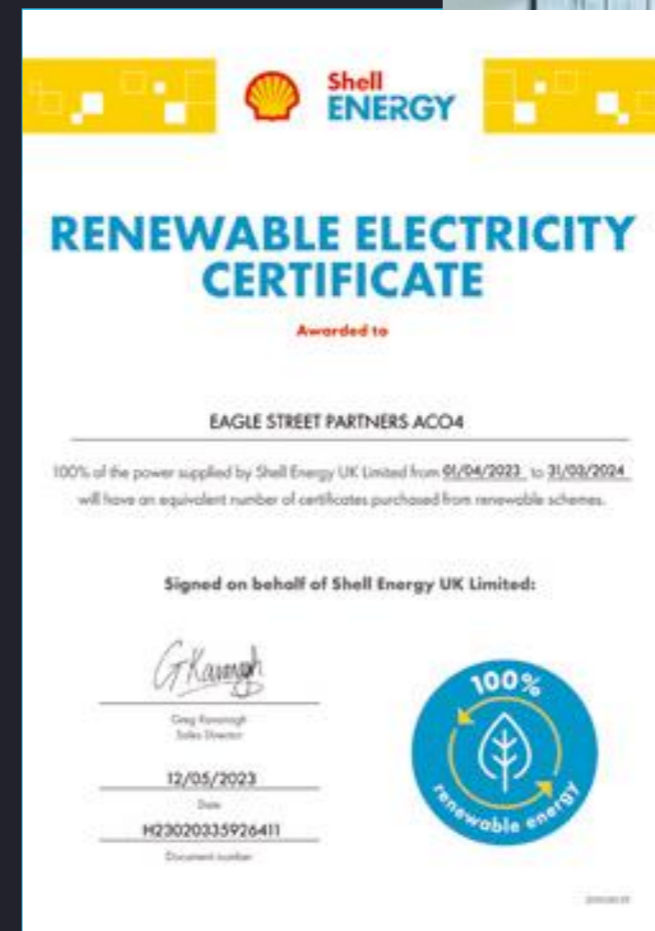 Shell
ENERGY
RENEWABLE ELECTRICITY
CERTIFICATE
Awarded to
EAGLE STREET PARTNERS ACO4
100% of the power supplied by Shell Energy UK Limited from 01/04/2023 to 31/03/2024
will have an equivalent number of certificates purchased from renewable schemes.
Signed on behalf of Shell Energy UK Limited:
GKavanagh
Greg Kavanagh
Sales Director
12/05/2023
Date
H23020335926411
Document number
100%
renewable energy